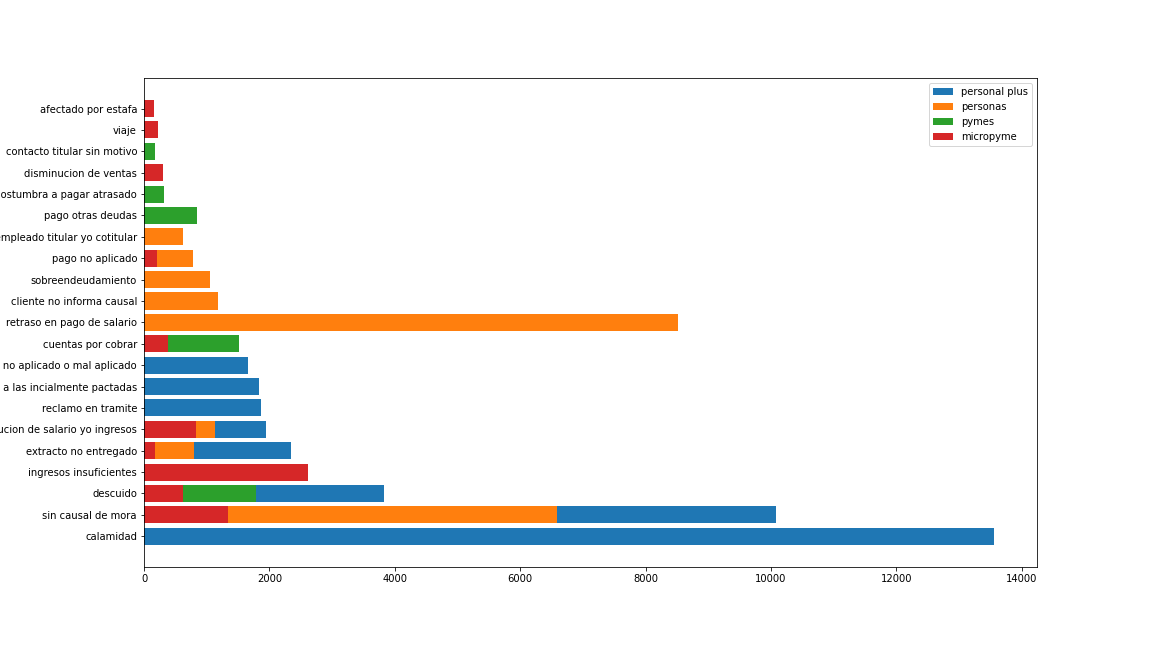 personal plus
personas
pymes
micropyme
afectado por estafa
viaje
contacto titular sin motivo
disminucion de ventas
ostumbra a pagar atrasado
pago otras deudas
mpleado titular yo cotitular
pago no aplicado
sobreendeudamiento
cliente no informa causal
retraso en pago de salario
cuentas por cobrar
no aplicado o mal aplicado
a las incialmente pactadas
reclamo en tramite
ucion de salario yo ingresos
extracto no entregado
ingresos insuficientes
descuido
sin causal de mora
calamidad
0 2000 4000 6000 8000 10000 12000 14000